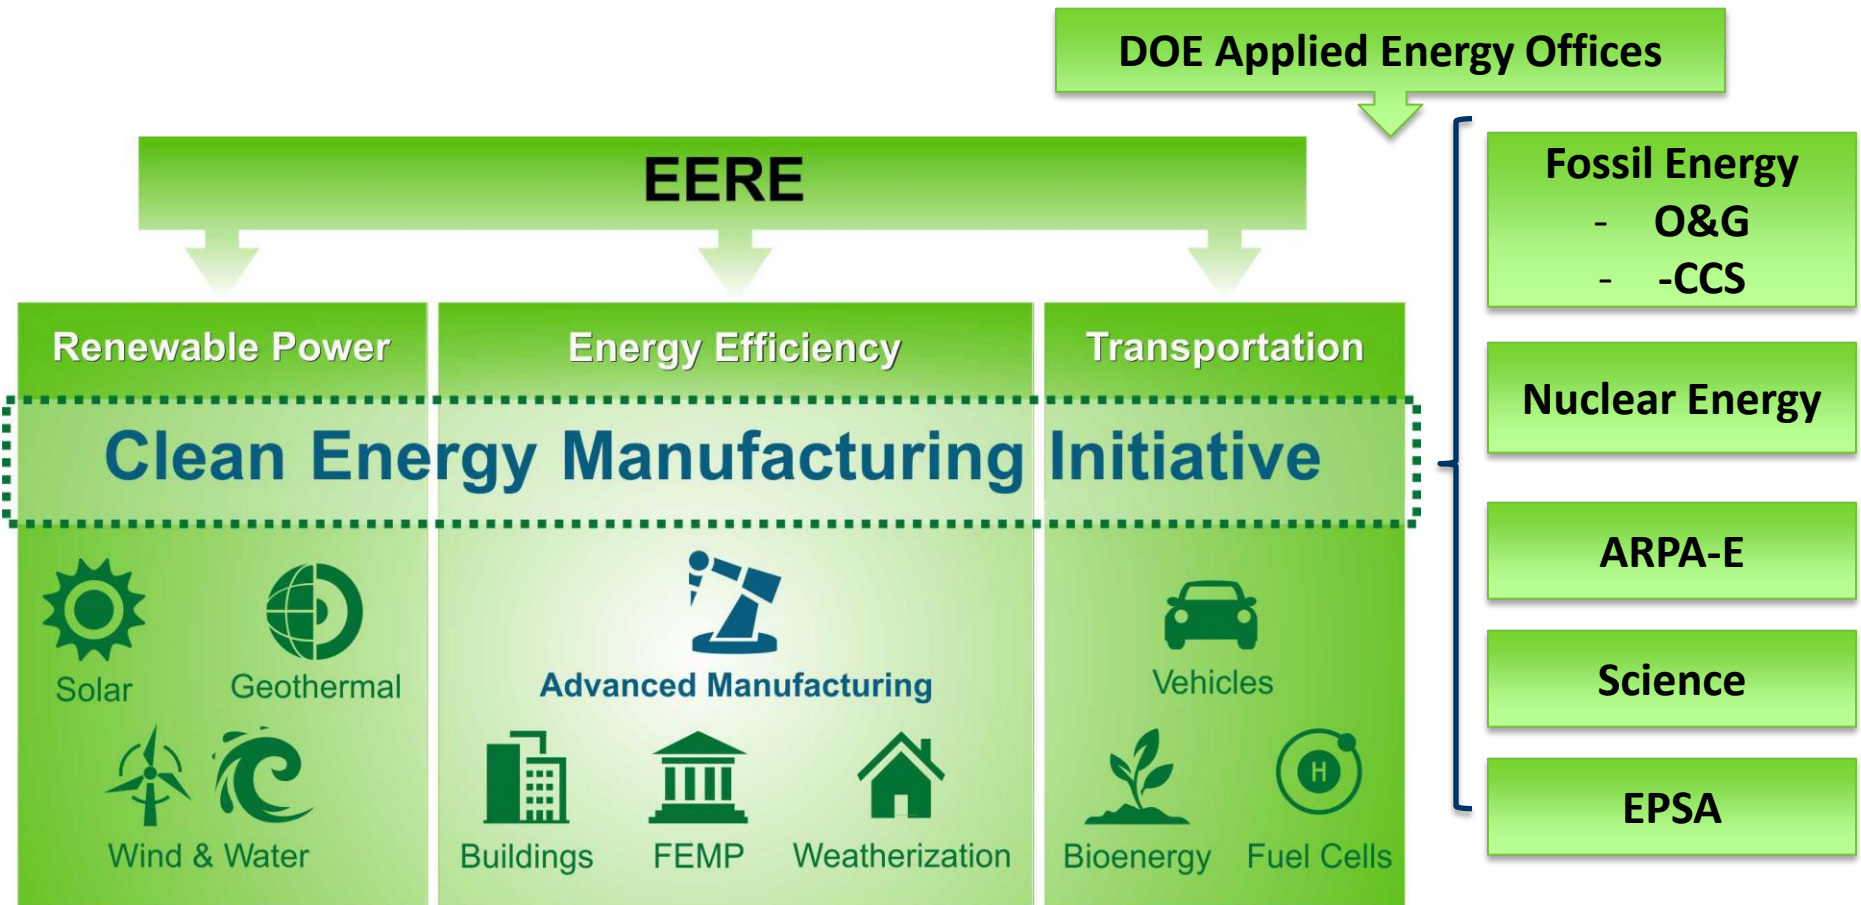 DOE Applied Energy Offices
EERE
Renewable Power
Energy Efficiency
Transportation
Clean Energy Manufacturing Initiative
Solar
Geothermal
Wind & Water
Advanced Manufacturing
Buildings
FEMP
Weatherization
Vehicles
Bioenergy
H
Fuel Cells
Fossil Energy
- O&G
- -CCS
Nuclear Energy
ARPA-E
Science
EPSA